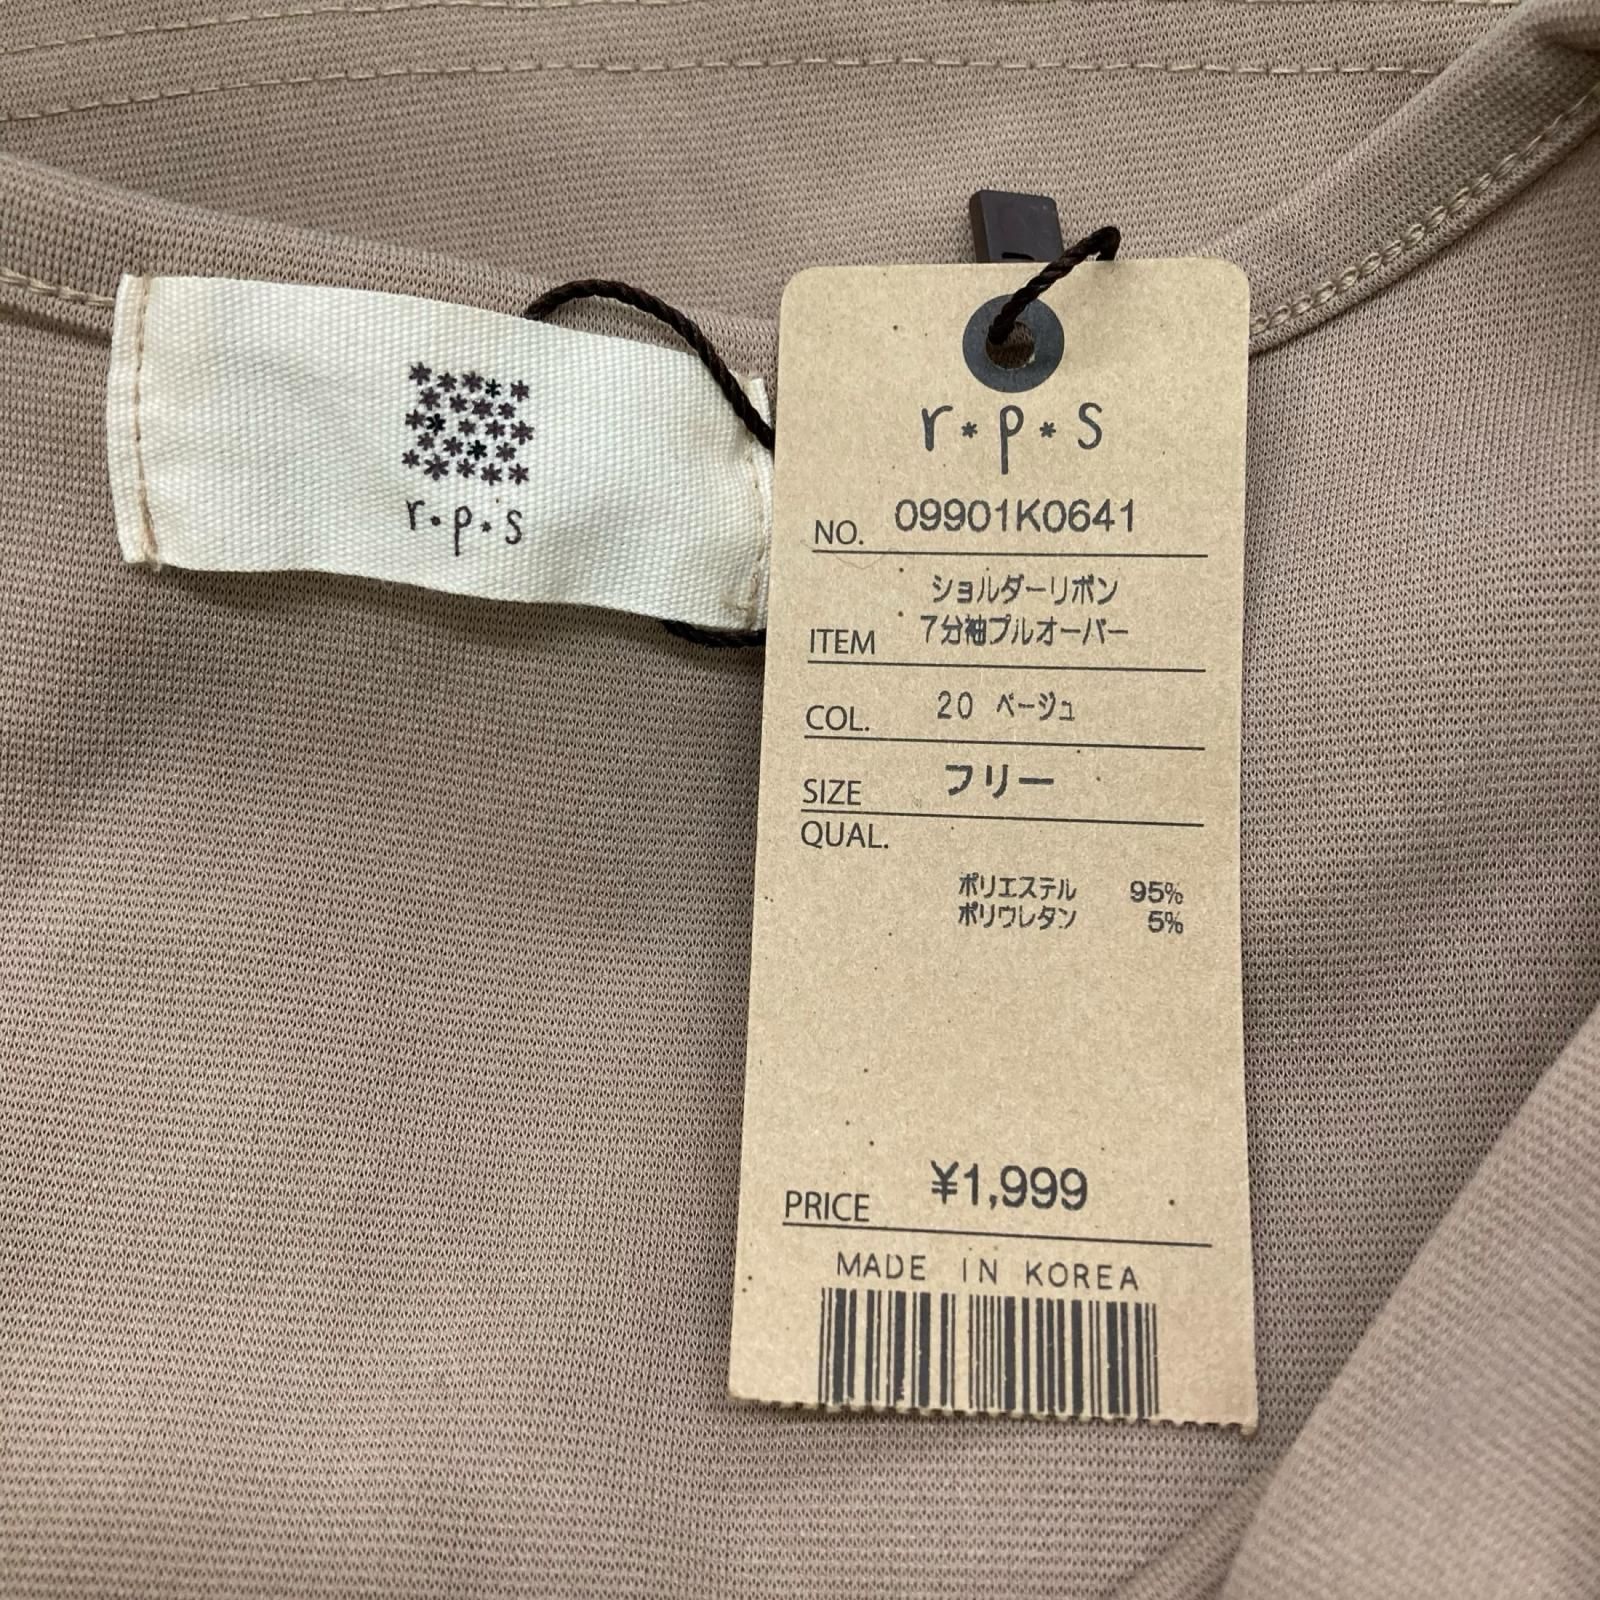 r*p*s
r*p*s
NO. 09901K0641
ショルダーリボン
ITEM 7分袖プルオーバー
COL. 20 ベージュ
SIZE フリー
QUAL.
ポリエステル 95%
ポリウレタン 5%
PRICE ¥1,999
MADE IN KOREA